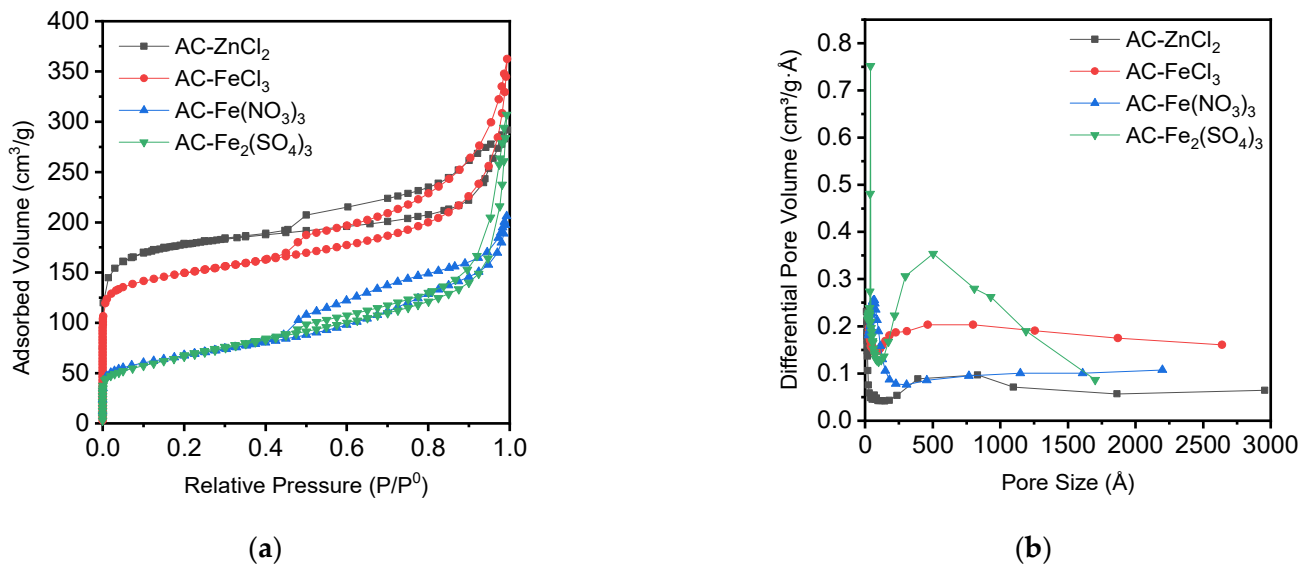 400
350
300
250
200
150
100
50
0
Adsorbed Volume (cm³/g)
AC-ZnCl₂
AC-FeCl₃
AC-Fe(NO₃)₃
AC-Fe₂(SO₄)₃
0.0 0.2 0.4 0.6 0.8 1.0
Relative Pressure (P/P⁰)
(a)
0.8
0.7
0.6
0.5
0.4
0.3
0.2
0.1
0.0
Differential Pore Volume (cm³/g·Å)
AC-ZnCl₂
AC-FeCl₃
AC-Fe(NO₃)₃
AC-Fe₂(SO₄)₃
0 500 1000 1500 2000 2500 3000
Pore Size (Å)
(b)